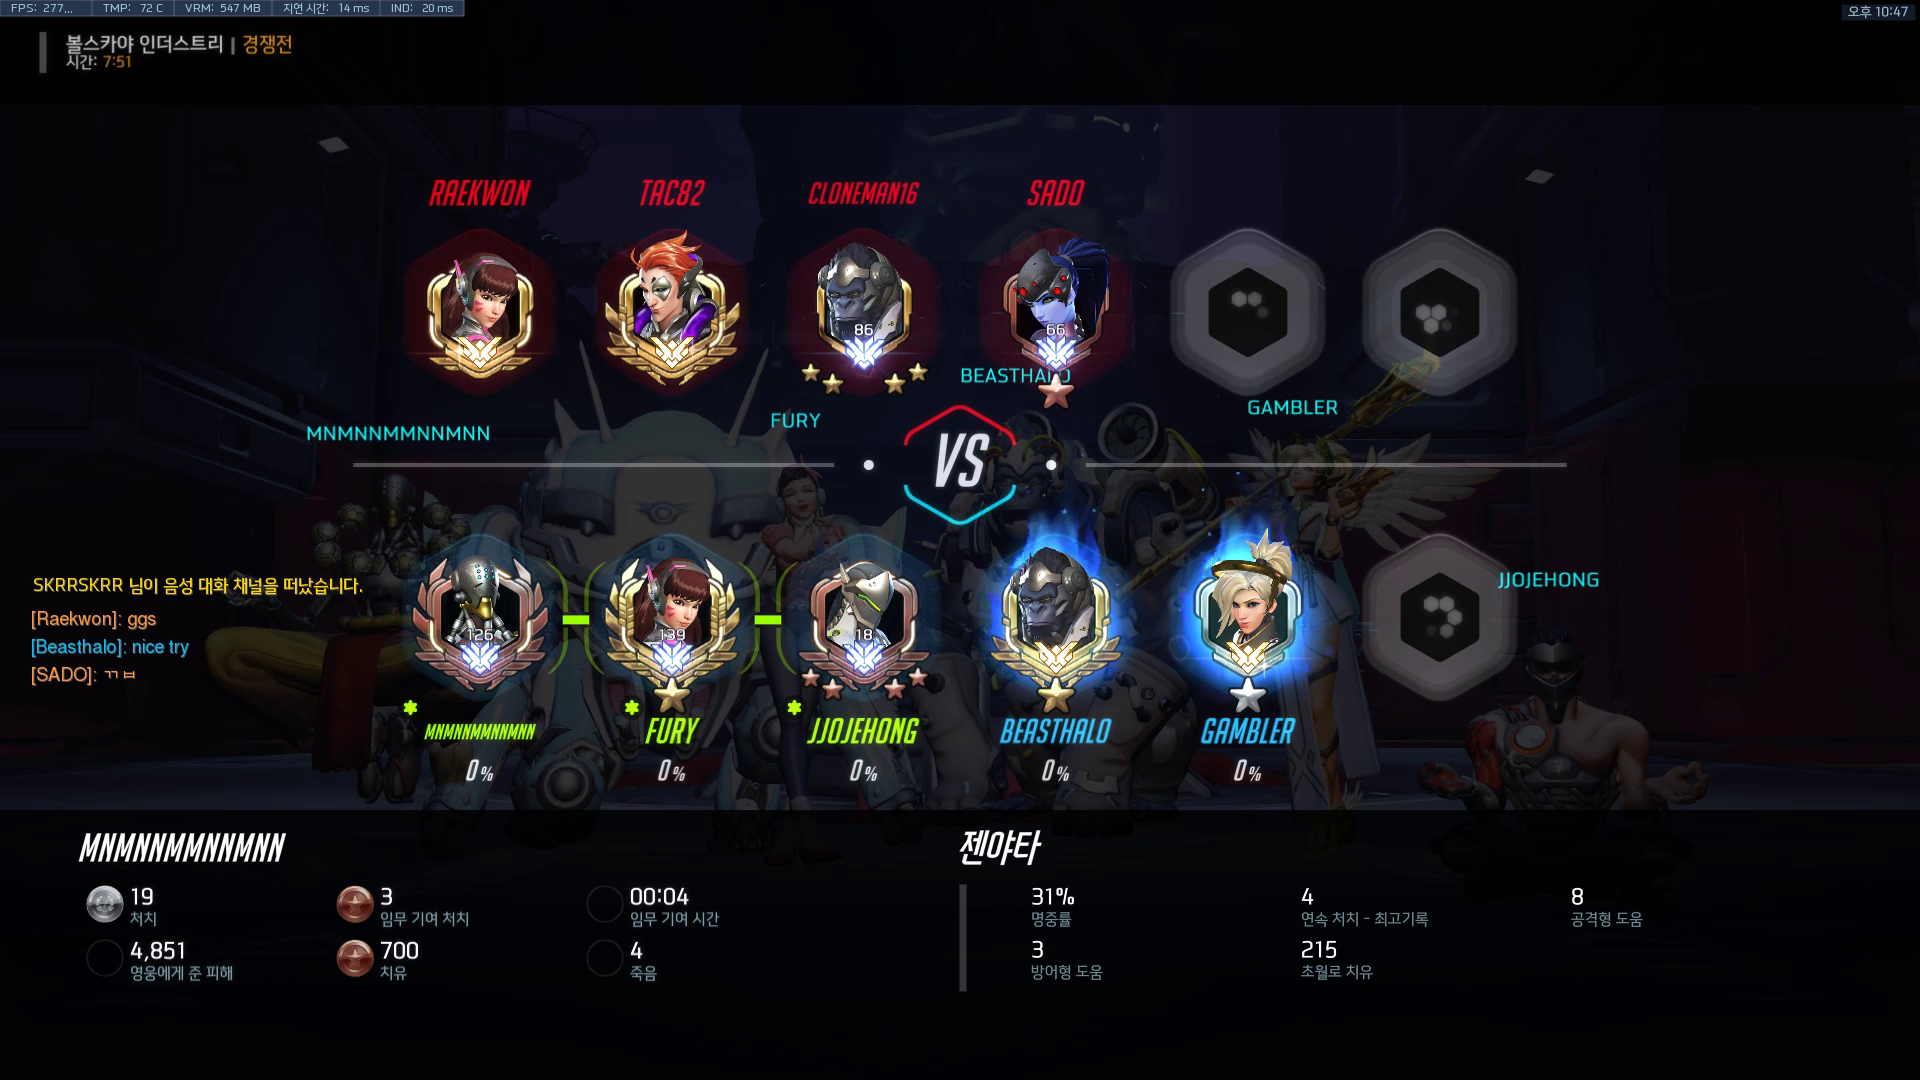 FPS: 277... TMP: 72 C VRM: 547 MB 지연 시간: 14 ms IND: 20 ms
오후 10:47
볼스카야 인더스트리 | 경쟁전
시간: 7:51
RAEKWON TAC82 CLONEMAN16 SADO
86 66
BEASTHALO
GAMBLER
FURY
MNMNNMMNNMNN
VS
JJOJEHONG
SKRRSKRR 님이 음성 대화 채널을 떠났습니다.
[Raekwon]: ggs
[Beasthalo]: nice try
[SADO]: ㄲㅂ
126 139 18
MNMNNMMNNMNN FURY JJOJEHONG BEASTHALO GAMBLER
0% 0% 0% 0% 0%
MNMNNMMNNMNN
19
처치
3
임무 기여 처치
00:04
임무 기여 시간
4,851
영웅에게 준 피해
700
치유
4
죽음
젠야타
31%
명중률
4
연속 처치 - 최고기록
8
공격형 도움
3
방어형 도움
215
초월로 치유